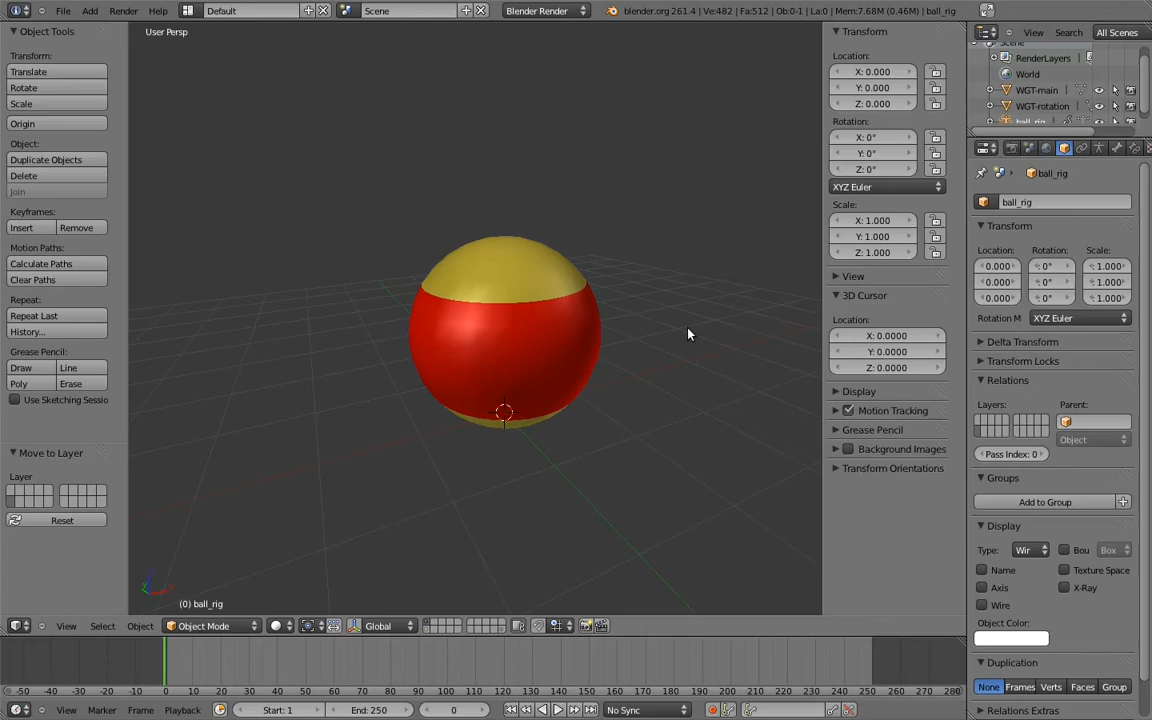 File Add Render Help Default Scene Blender Render blender.org 261.4 | Ve:482 | Fa:512 | Ob:0-1 | La:0 | Mem:7.68M (0.46M) | ball_rig
Object Tools
Transform:
Translate
Rotate
Scale
Origin
Object:
Duplicate Objects
Delete
Join
Keyframes:
Insert Remove
Motion Paths:
Calculate Paths
Clear Paths
Repeat:
Repeat Last
History...
Grease Pencil:
Draw Line
Poly Erase
Use Sketching Sessio
Move to Layer
Layer
Reset
User Persp
(0) ball_rig
Transform
Location:
X: 0.000
Y: 0.000
Z: 0.000
Rotation:
X: 0°
Y: 0°
Z: 0°
XYZ Euler
Scale:
X: 1.000
Y: 1.000
Z: 1.000
View
3D Cursor
Location:
X: 0.0000
Y: 0.0000
Z: 0.0000
Display
Motion Tracking
Grease Pencil
Background Images
Transform Orientations
View Search All Scenes
Scene
RenderLayers
World
WGT-main
WGT-rotation
ball_rig
ball_rig
ball_rig
Transform
Location: Rotation: Scale:
0.000 0° 1.000
0.000 0° 1.000
0.000 0° 1.000
Rotation M XYZ Euler
Delta Transform
Transform Locks
Relations
Layers: Parent:
Object
Pass Index: 0
Groups
Add to Group
Display
Type: Wir Bou Box
Name Texture Space
Axis X-Ray
Wire
Object Color:
Duplication
None Frames Verts Faces Group
Relations Extras
View Select Object Object Mode Global
-50 -40 -30 -20 -10 0 10 20 30 40 50 60 70 80 90 100 110 120 130 140 150 160 170 180 190 200 210 220 230 240 250 260 270 280
View Marker Frame Playback Start: 1 End: 250 0 No Sync